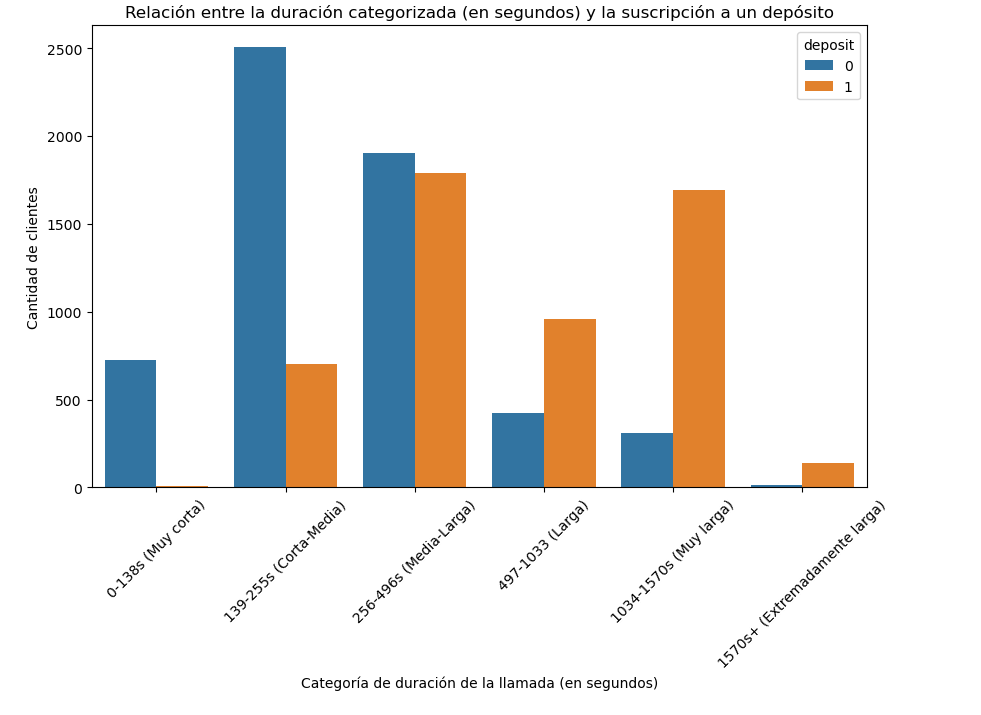 Relación entre la duración categorizada (en segundos) y la suscripción a un depósito
deposit
0
1
Cantidad de clientes
2500
2000
1500
1000
500
0
0-138s (Muy corta)
139-255s (Corta-Media)
256-496s (Media-Larga)
497-1033 (Larga)
1034-1570s (Muy larga)
1570s+ (Extremadamente larga)
Categoría de duración de la llamada (en segundos)